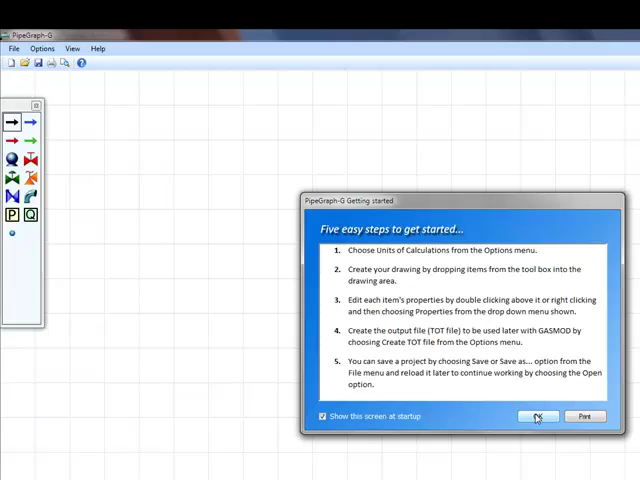 PipeGraph-G
File Options View Help
PipeGraph-G Getting started
Five easy steps to get started...
1. Choose Units of Calculations from the Options menu.
2. Create your drawing by dropping items from the tool box into the
drawing area.
3. Edit each item's properties by double clicking above it or right clicking
and then choosing Properties from the drop down menu shown.
4. Create the output file (TOT file) to be used later with GASMOD by
choosing Create TOT file from the Options menu.
5. You can save a project by choosing Save or Save as... option from the
File menu and reload it later to continue working by choosing the Open
option.
Show this screen at startup
OK
Print
P Q